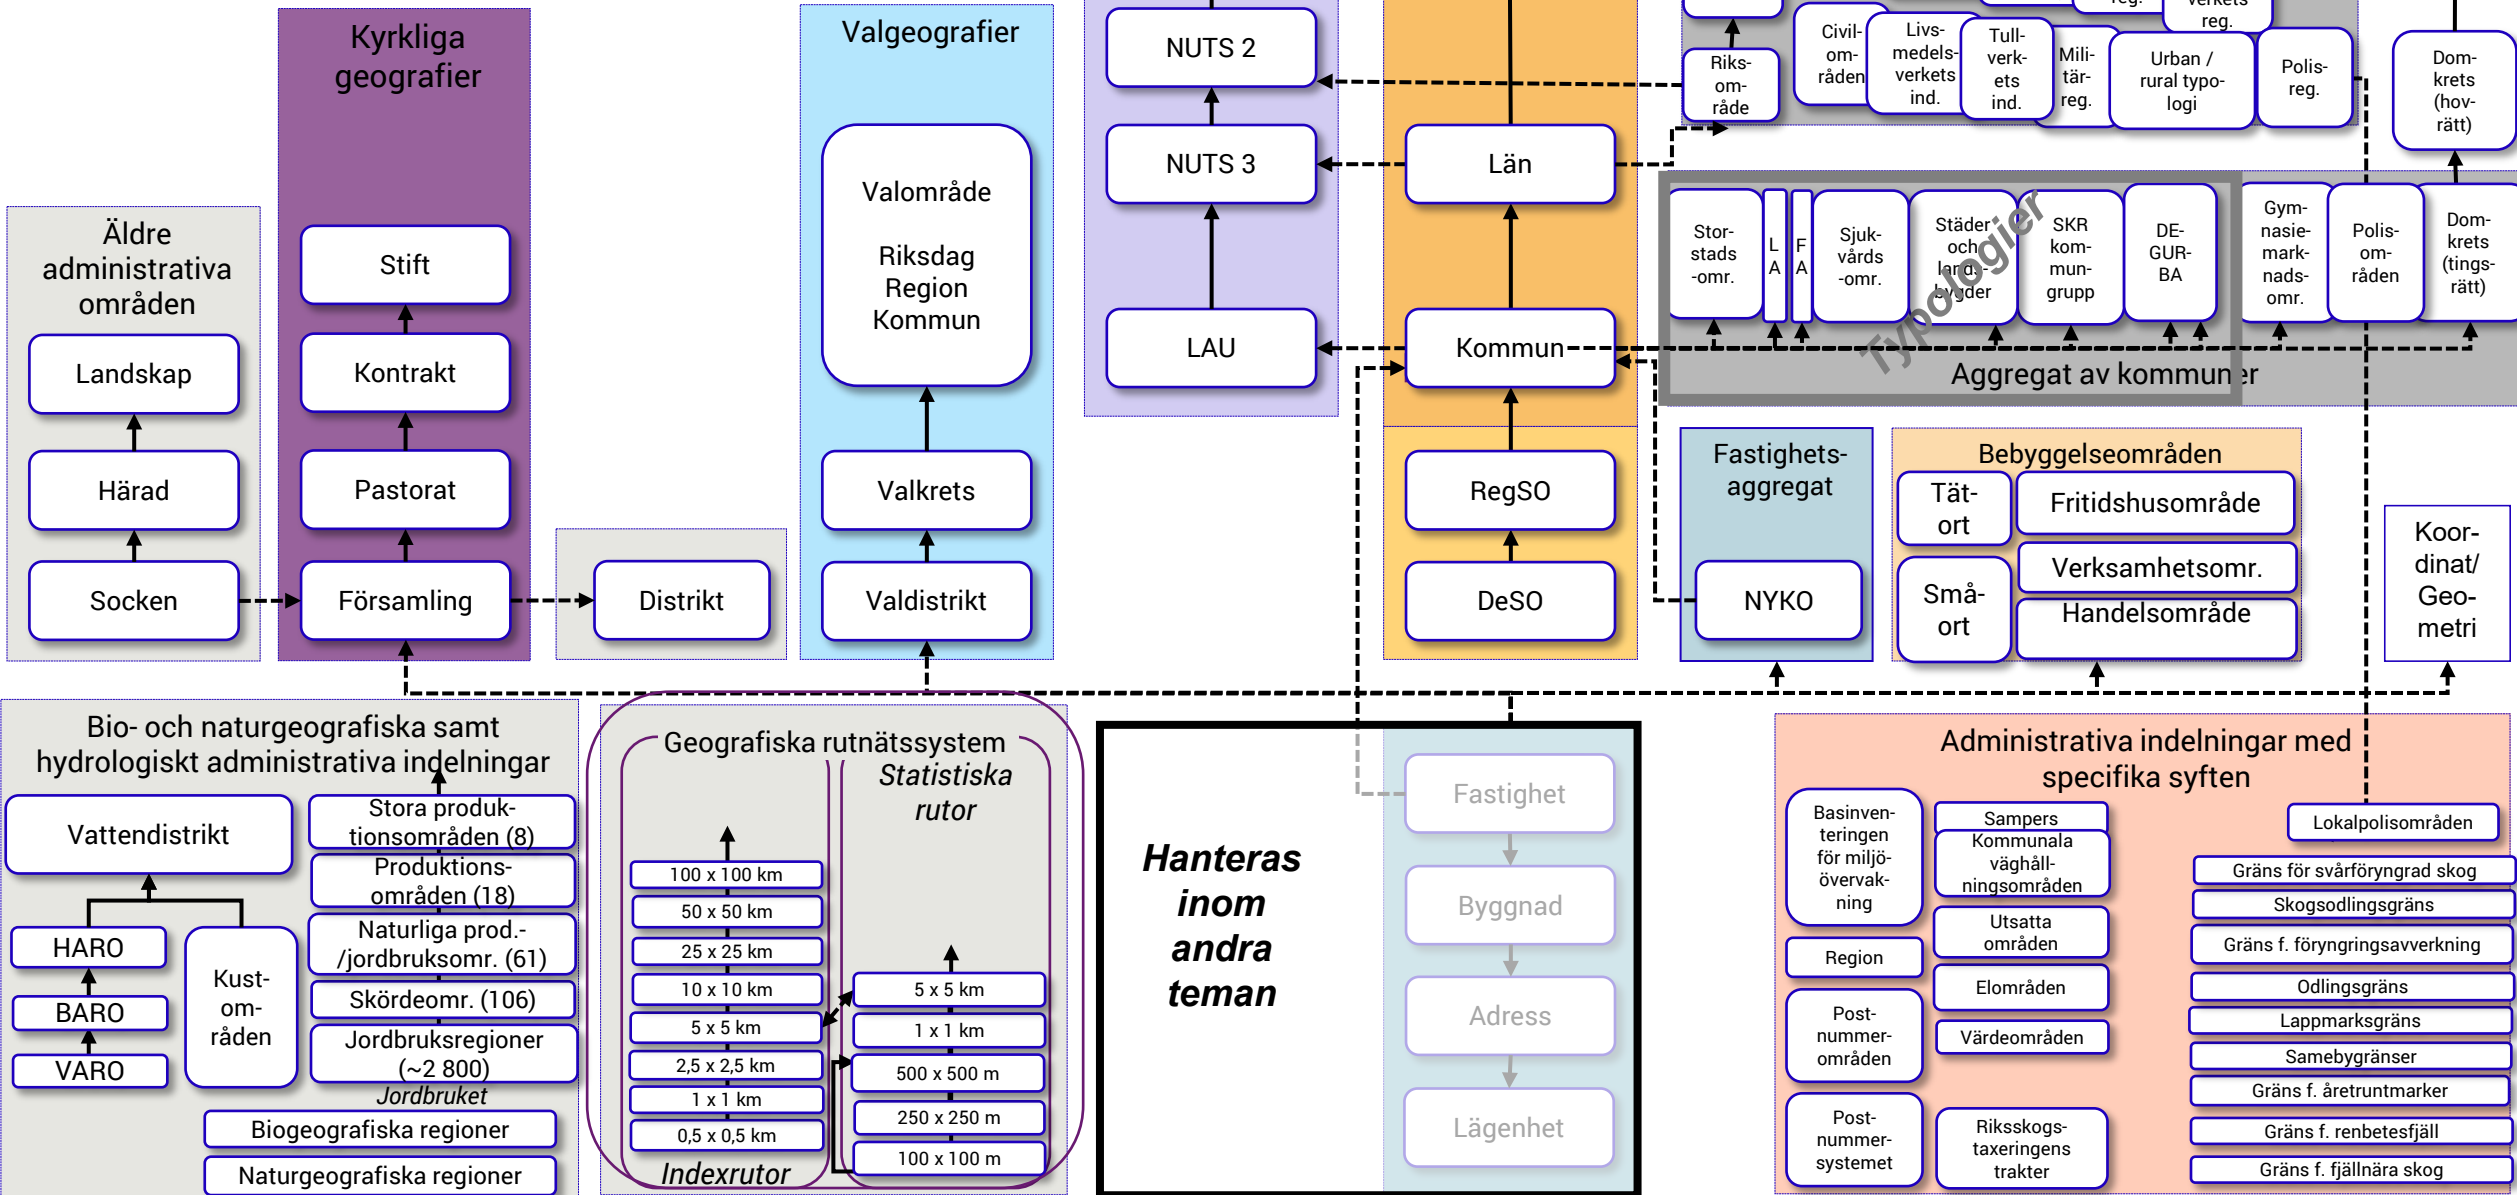 Kyrkliga
geografier
Stift
Kontrakt
Pastorat
Församling
Äldre
administrativa
områden
Landskap
Härad
Socken
Distrikt
Valgeografier
Valområde
Riksdag
Region
Kommun
Valkrets
Valdistrikt
NUTS 2
NUTS 3
LAU
Län
Kommun
RegSO
DeSO
reg.
verkets
reg.
Riks-
om-
råde
Civil-
om-
råden
Livs-
medels-
verkets
ind.
Tull-
verk-
ets
ind.
Mili-
tär-
reg.
Urban /
rural typo-
logi
Polis-
reg.
Dom-
krets
(hov-
rätt)
Stor-
stads
-omr.
L
A
F
A
Sjuk-
vårds
-omr.
Städer
och
lands-
bygder
SKR
kom-
mun-
grupp
DE-
GUR-
BA
Gym-
nasie-
mark-
nads-
omr.
Polis-
om-
råden
Dom-
krets
(tings-
rätt)
Typologier
Aggregat av kommuner
Fastighets-
aggregat
NYKO
Bebyggelseområden
Tät-
ort
Små-
ort
Fritidshusområde
Verksamhetsomr.
Handelsområde
Koor-
dinat/
Geo-
metri
Bio- och naturgeografiska samt
hydrologiskt administrativa indelningar
Vattendistrikt
HARO
BARO
VARO
Kust-
om-
råden
Stora produk-
tionsområden (8)
Produktions-
områden (18)
Naturliga prod.-
/jordbruksomr. (61)
Skördeomr. (106)
Jordbruksregioner
(~2 800)
Jordbruket
Biogeografiska regioner
Naturgeografiska regioner
Geografiska rutnätssystem
Statistiska
rutor
100 x 100 km
50 x 50 km
25 x 25 km
10 x 10 km
5 x 5 km
2,5 x 2,5 km
1 x 1 km
0,5 x 0,5 km
Indexrutor
5 x 5 km
1 x 1 km
500 x 500 m
250 x 250 m
100 x 100 m
Hanteras
inom
andra
teman
Fastighet
Byggnad
Adress
Lägenhet
Administrativa indelningar med
specifika syften
Basinven-
teringen
för miljö-
övervak-
ning
Region
Post-
nummer-
områden
Post-
nummer-
systemet
Sampers
Kommunala
väghåll-
ningsområden
Utsatta
områden
Elområden
Värdeområden
Riksskogs-
taxeringens
trakter
Lokalpolisområden
Gräns för svårföryngrad skog
Skogsodlingsgräns
Gräns f. föryngringsavverkning
Odlingsgräns
Lappmarksgräns
Samebygränser
Gräns f. åretruntmarker
Gräns f. renbetesfjäll
Gräns f. fjällnära skog